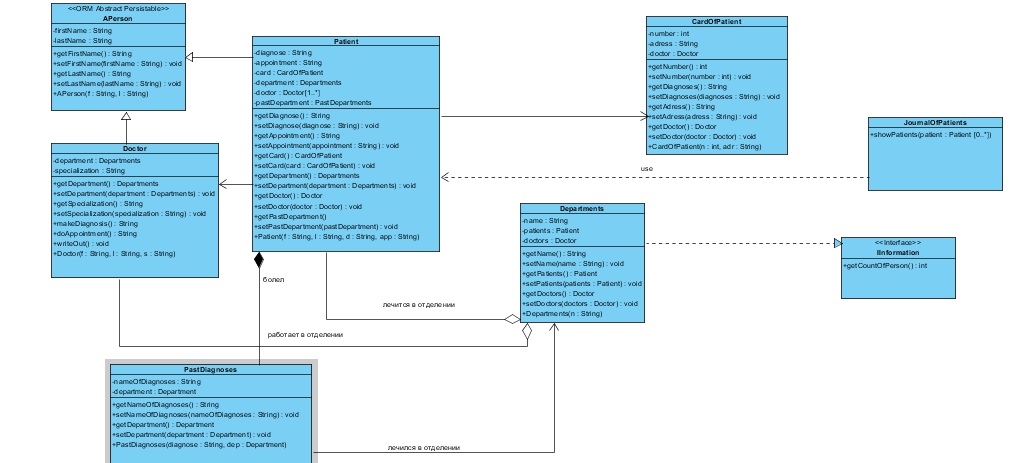 <<ORM Abstract Persistable>>
APerson
-firstName : String
-lastName : String
+getFirstName() : String
+setFirstName(firstName : String) : void
+getLastName() : String
+setLastName(lastName : String) : void
+APerson(f : String, l : String)
Patient
-diagnose : String
-appointment : String
-card : CardOfPatient
-department : Departments
-doctor : Doctor[1..*]
-pastDepartment : PastDepartments
+getDiagnose() : String
+setDiagnose(diagnose : String) : void
+getAppointment() : String
+setAppointment(appointment : String) : void
+getCard() : CardOfPatient
+setCard(card : CardOfPatient) : void
+getDepartment() : Departments
+setDepartment(department : Departments) : void
+getDoctor() : Doctor
+setDoctor(doctor : Doctor) : void
+getPastDepartment()
+setPastDepartment(pastDepartment) : void
+Patient(f : String, l : String, d : String, app : String)
CardOfPatient
-number : int
-adress : String
-doctor : Doctor
+getNumber() : int
+setNumber(number : int) : void
+getDiagnoses() : String
+setDiagnoses(diagnoses : String) : void
+getAdress() : String
+setAdress(adress : String) : void
+getDoctor() : Doctor
+setDoctor(doctor : Doctor) : void
+CardOfPatient(n : int, adr : String)
JournalOfPatients
+showPatients(patient : Patient [0..*])
Doctor
-department : Departments
-specialization : String
+getDepartment() : Departments
+setDepartment(department : Departments) : void
+getSpecialization() : String
+setSpecialization(specialization : String) : void
+makeDiagnosis() : String
+doAppointment() : String
+writeOut() : void
+Doctor(f : String, l : String, s : String)
use
Departments
-name : String
-patients : Patient
-doctors : Doctor
+getName() : String
+setName(name : String) : void
+getPatients() : Patient
+setPatients(patients : Patient) : void
+getDoctors() : Doctor
+setDoctors(doctors : Doctor) : void
+Departments(n : String)
<<Interface>>
IInformation
+getCountOfPerson() : int
болел
лечится в отделении
работает в отделении
PastDiagnoses
-nameOfDiagnoses : String
-department : Department
+getNameOfDiagnoses() : String
+setNameOfDiagnoses(nameOfDiagnoses : String) : void
+getDepartment() : Department
+setDepartment(department : Department) : void
+PastDiagnoses(diagnose : String, dep : Department)
лечился в отделении